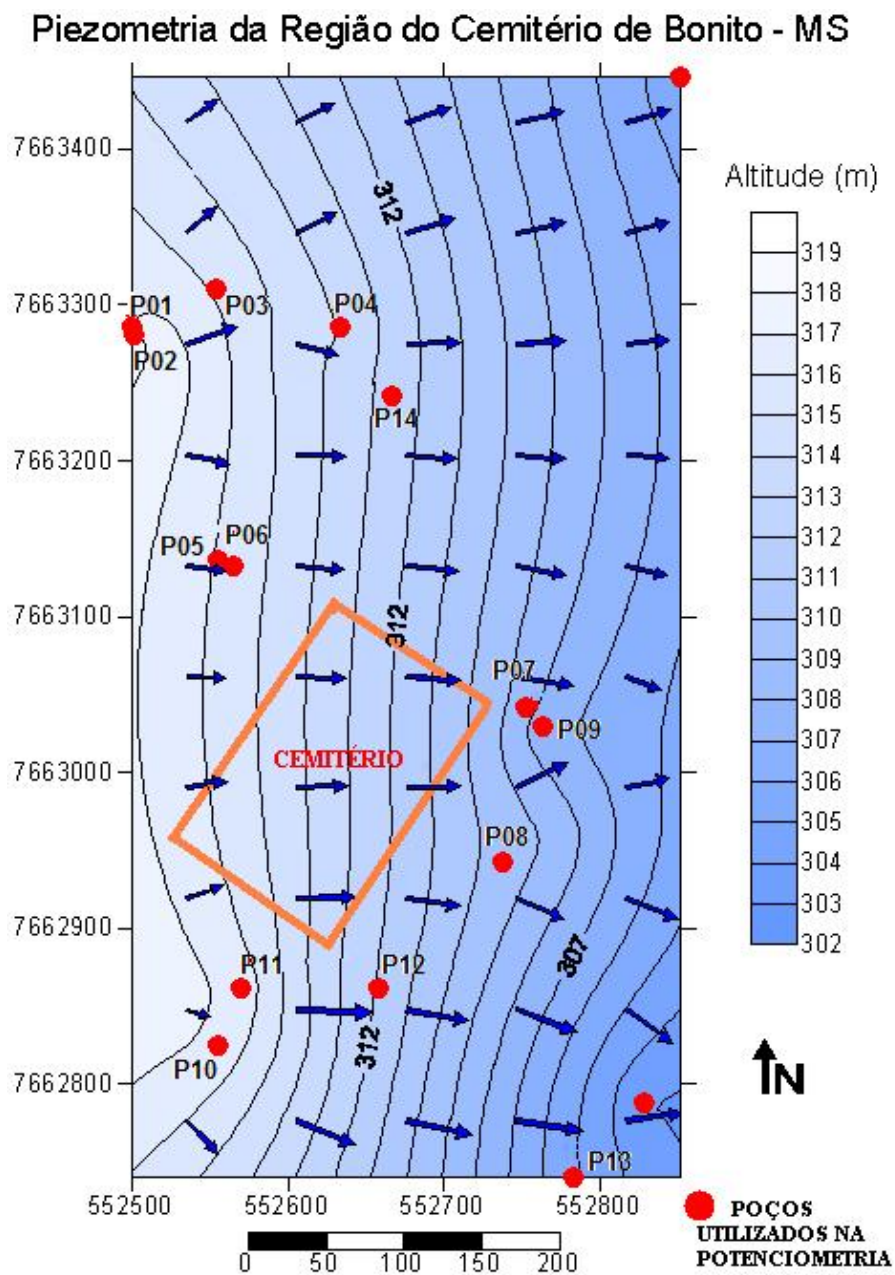 Piezometria da Região do Cemitério de Bonito - MS
7663400
7663300
7663200
7663100
7663000
7662900
7662800
312
P01
P02
P03
P04
P14
P05
P06
312
P07
P09
CEMITÉRIO
P08
P11
P12
307
P10
312
P13
552500
552600
552700
552800
0
50
100
150
200
Altitude (m)
319
318
317
316
315
314
313
312
311
310
309
308
307
306
305
304
303
302
N
POÇOS
UTILIZADOS NA
POTENCIOMETRIA